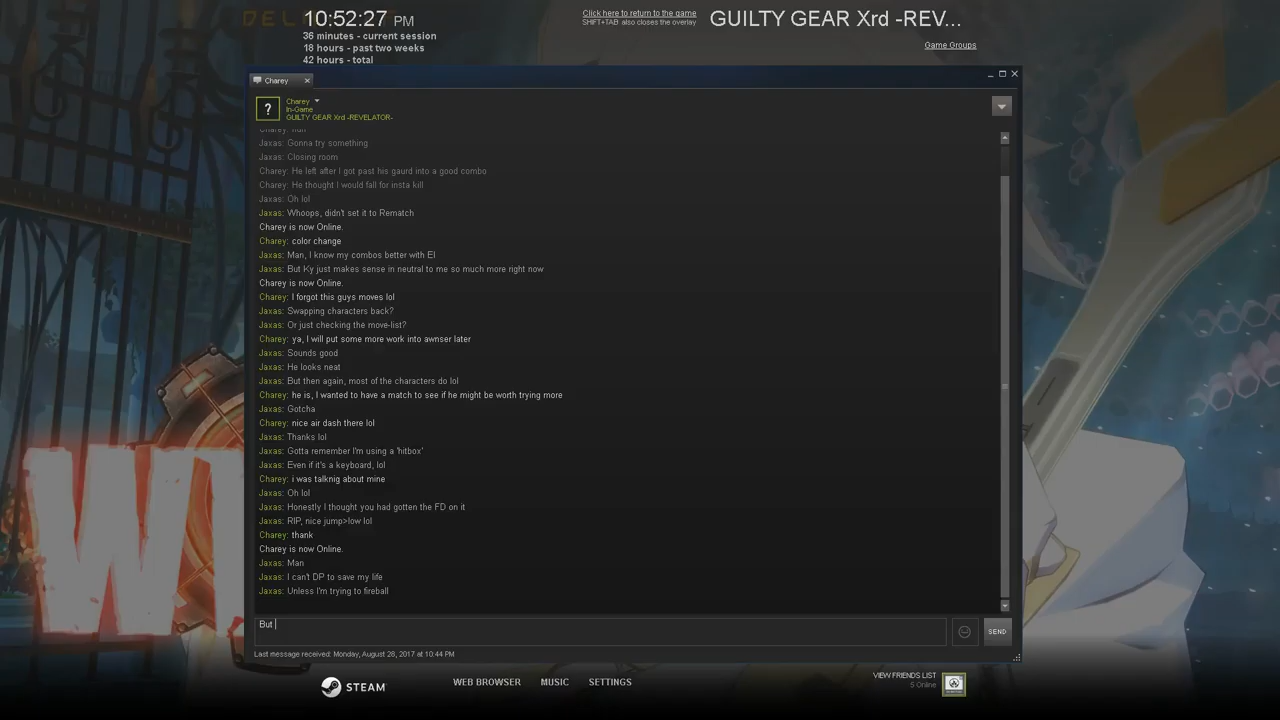 10:52:27 PM
36 minutes - current session
18 hours - past two weeks
42 hours - total
Click here to return to the game
SHIFT+TAB also closes the overlay
GUILTY GEAR Xrd -REV...
Game Groups
Charey
Charey
In-Game
GUILTY GEAR Xrd -REVELATOR-
Jaxas: Gonna try something
Jaxas: Closing room
Charey: He left after I got past his gaurd into a good combo
Charey: He thought I would fall for insta kill
Jaxas: Oh lol
Jaxas: Whoops, didn't set it to Rematch
Charey is now Online.
Charey: color change
Jaxas: Man, I know my combos better with El
Jaxas: But Ky just makes sense in neutral to me so much more right now
Charey is now Online.
Charey: I forgot this guys moves lol
Jaxas: Swapping characters back?
Jaxas: Or just checking the move-list?
Charey: ya, I will put some more work into awnser later
Jaxas: Sounds good
Jaxas: He looks neat
Jaxas: But then again, most of the characters do lol
Charey: he is, I wanted to have a match to see if he might be worth trying more
Jaxas: Gotcha
Charey: nice air dash there lol
Jaxas: Thanks lol
Jaxas: Gotta remember I'm using a 'hitbox'
Jaxas: Even if it's a keyboard, lol
Charey: i was talknig about mine
Jaxas: Oh lol
Jaxas: Honestly I thought you had gotten the FD on it
Jaxas: RIP, nice jump>low lol
Charey: thank
Charey is now Online.
Jaxas: Man
Jaxas: I can't DP to save my life
Jaxas: Unless I'm trying to fireball
But
SEND
Last message received: Monday, August 28, 2017 at 10:44 PM
STEAM
WEB BROWSER
MUSIC
SETTINGS
VIEW FRIENDS LIST
5 Online